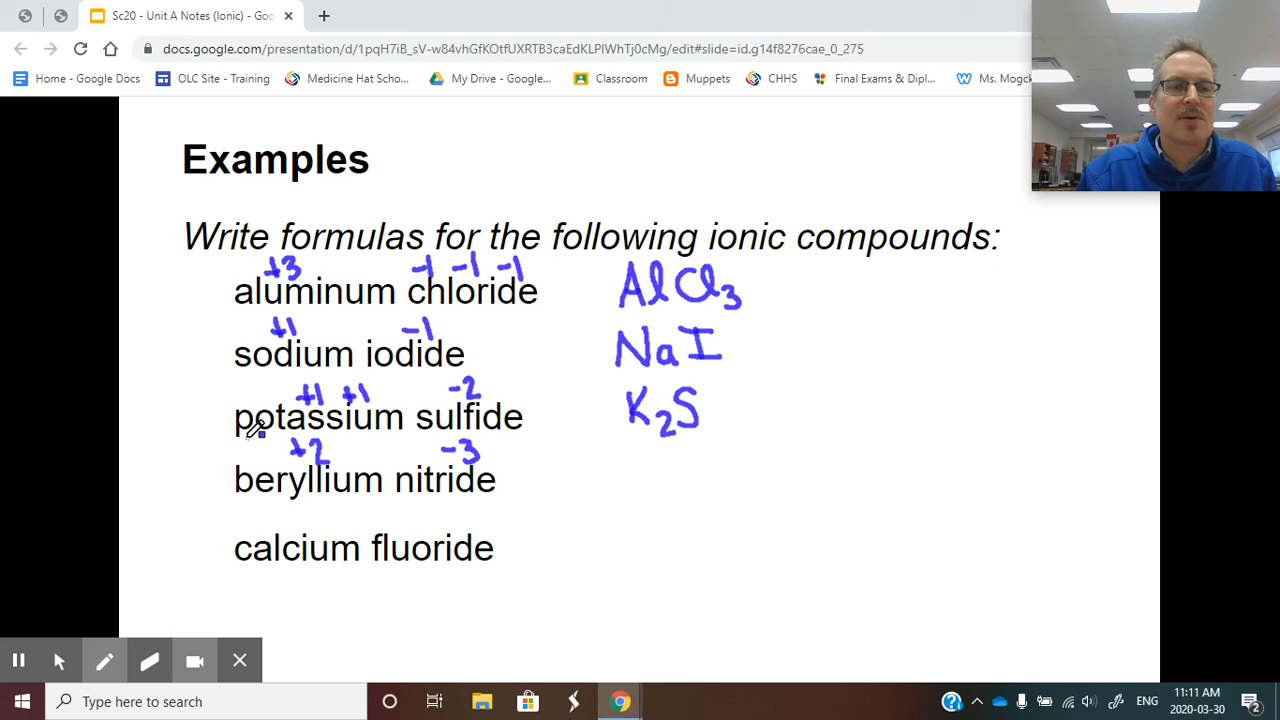 Sc20 - Unit A Notes (Ionic) - Goo
docs.google.com/presentation/d/1pqH7iB_sV-w84vhGfKOtfUXRTB3caEdKLPlWhTj0cMg/edit#slide=id.g14f8276cae_0_275
Home - Google Docs OLC Site - Training Medicine Hat Scho... My Drive - Google... Classroom Muppets CHHS Final Exams & Dipl... Ms. Mogck
Examples
Write formulas for the following ionic compounds:
+3 -1 -1 -1
aluminum chloride AlCl3
+1 -1
sodium iodide NaI
+1 +1 -2
potassium sulfide K2S
+2 -3
beryllium nitride
calcium fluoride
Type here to search
ENG
11:11 AM
2020-03-30
2